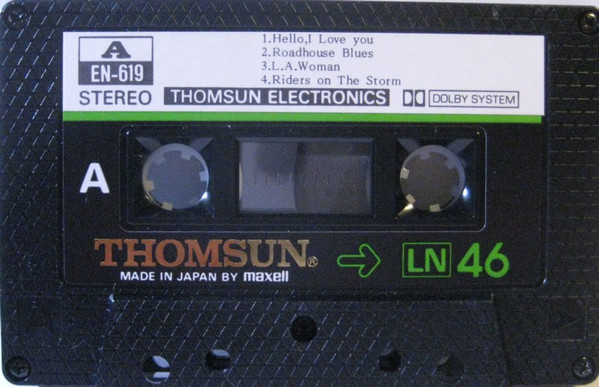 A
EN-619
STEREO
1.Hello,I Love you
2.Roadhouse Blues
3.L.A.Woman
4.Riders on The Storm
THOMSUN ELECTRONICS
DOLBY SYSTEM
A
THOMSUN®
MADE IN JAPAN BY maxell
LN 46